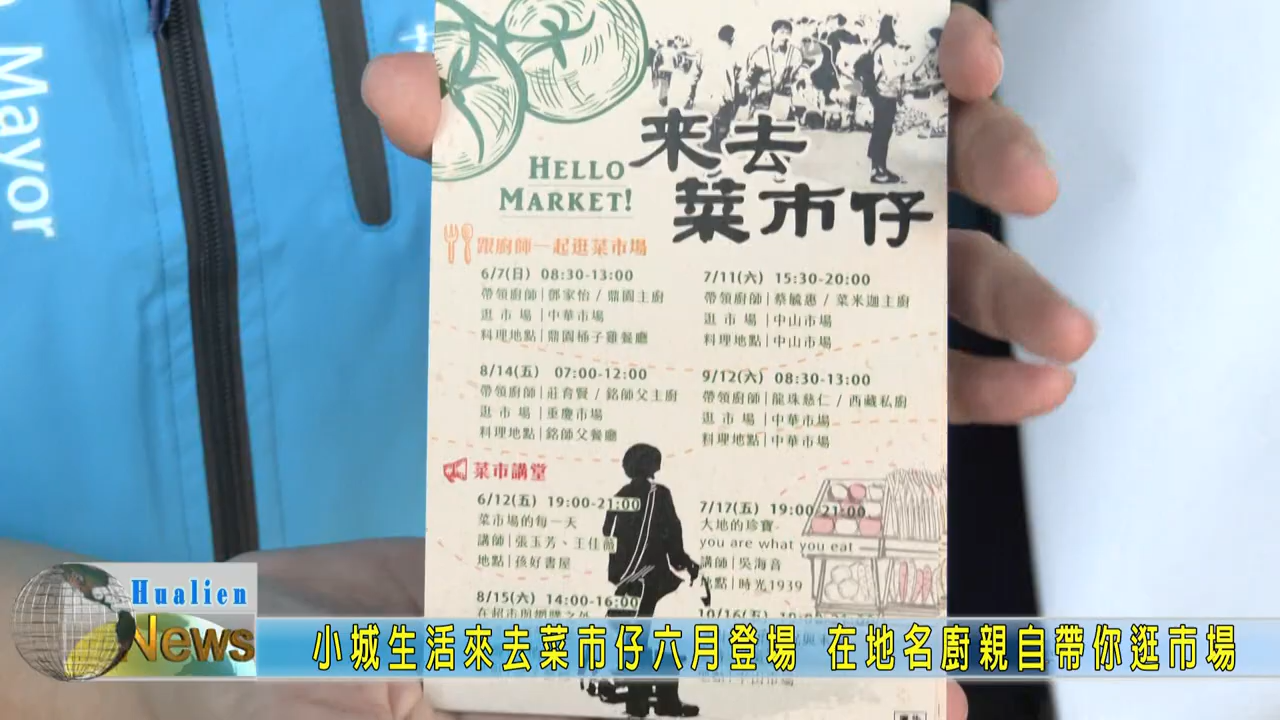 Mayor
HELLO
MARKET!
來去
菜市仔
跟廚師一起逛菜市場
6/7(日) 08:30-13:00
帶領廚師|鄧家怡 / 鼎園主廚
逛 市 場 |中華市場
料理地點|鼎園桶子雞餐廳
7/11(六) 15:30-20:00
帶領廚師|蔡毓惠 / 菜米迦主廚
逛 市 場 |中山市場
料理地點|中山市場
8/14(五) 07:00-12:00
帶領廚師|莊育賢 / 銘師父主廚
逛 市 場 |重慶市場
料理地點|銘師父餐廳
9/12(六) 08:30-13:00
帶領廚師|龍珠慈仁 / 西藏私廚
逛 市 場 |中華市場
料理地點|中華市場
菜市講堂
6/12(五) 19:00-21:00
菜市場的每一天
講師|張玉芳、王佳薇
地點|孩好書屋
7/17(五) 19:00-21:00
大地的珍寶
you are what you eat
講師|吳海音
地點|時光1939
8/15(六) 14:00-16:00
10/16(五)
Hualien
News
小城生活來去菜市仔六月登場 在地名廚親自帶你逛市場